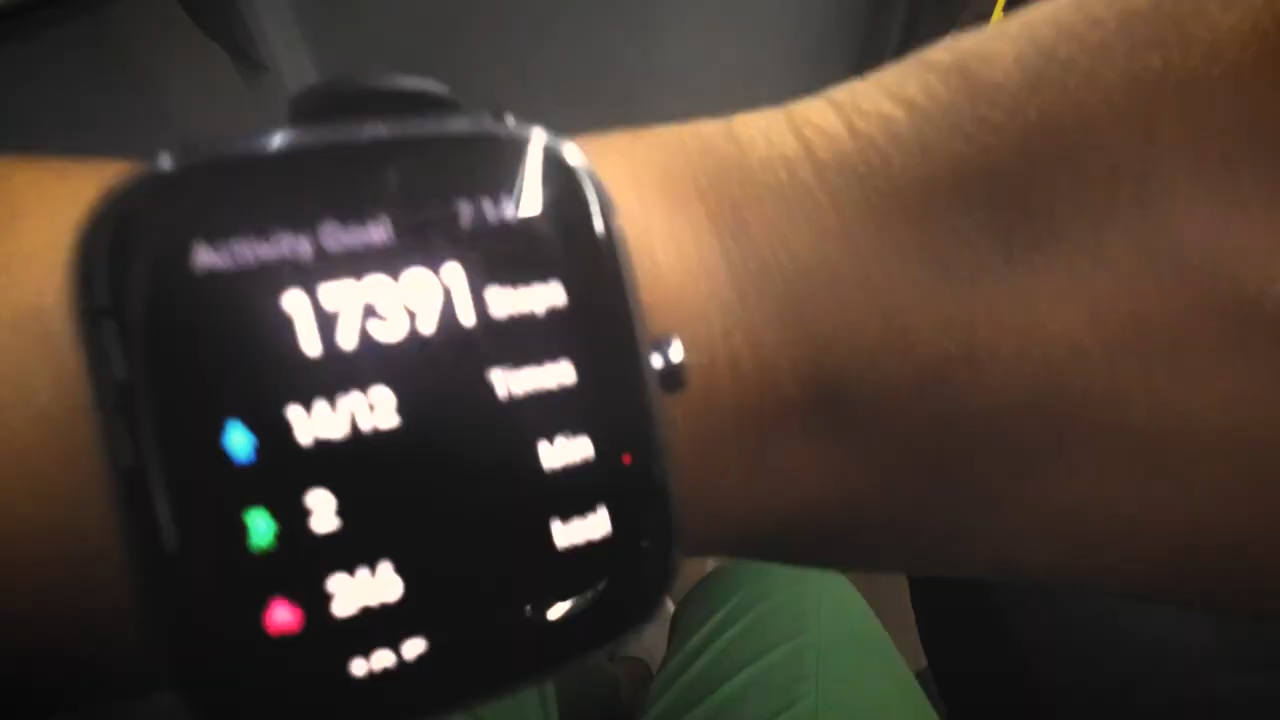 Activity Goal
17391 Steps
14/12 Times
2 Min
246 kcal